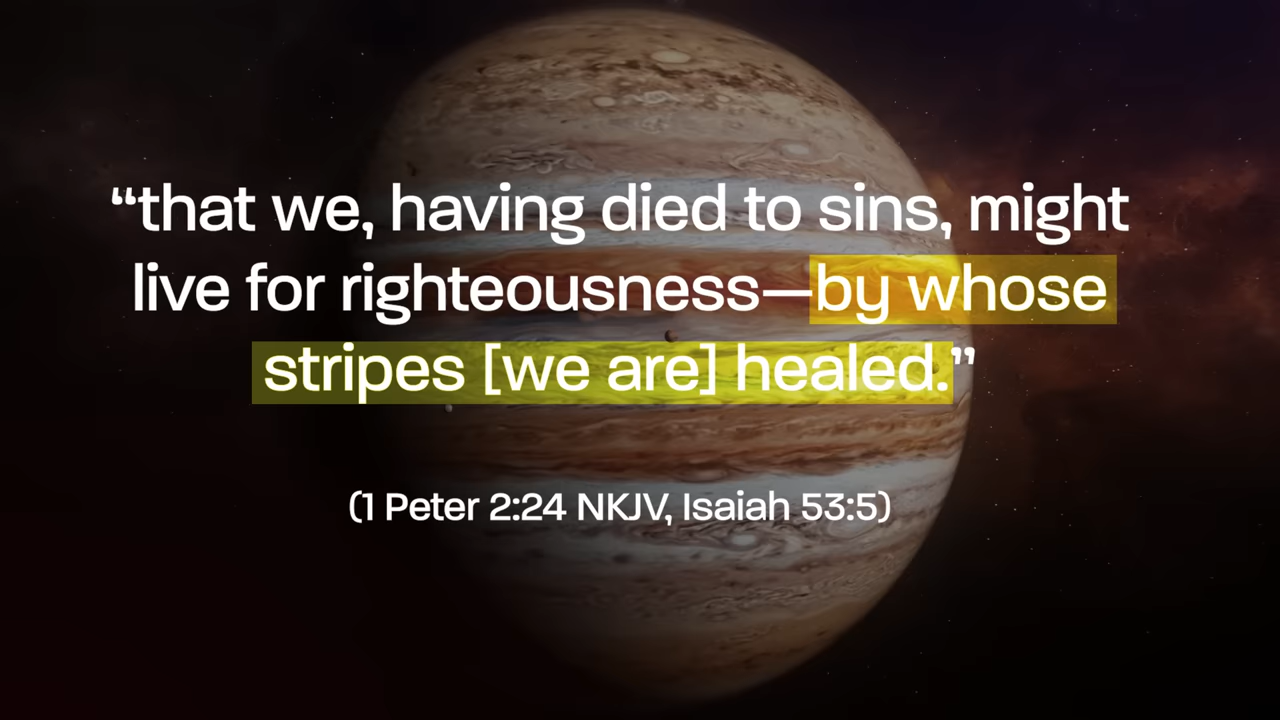 “that we, having died to sins, might
live for righteousness—by whose
stripes [we are] healed.”
(1 Peter 2:24 NKJV, Isaiah 53:5)